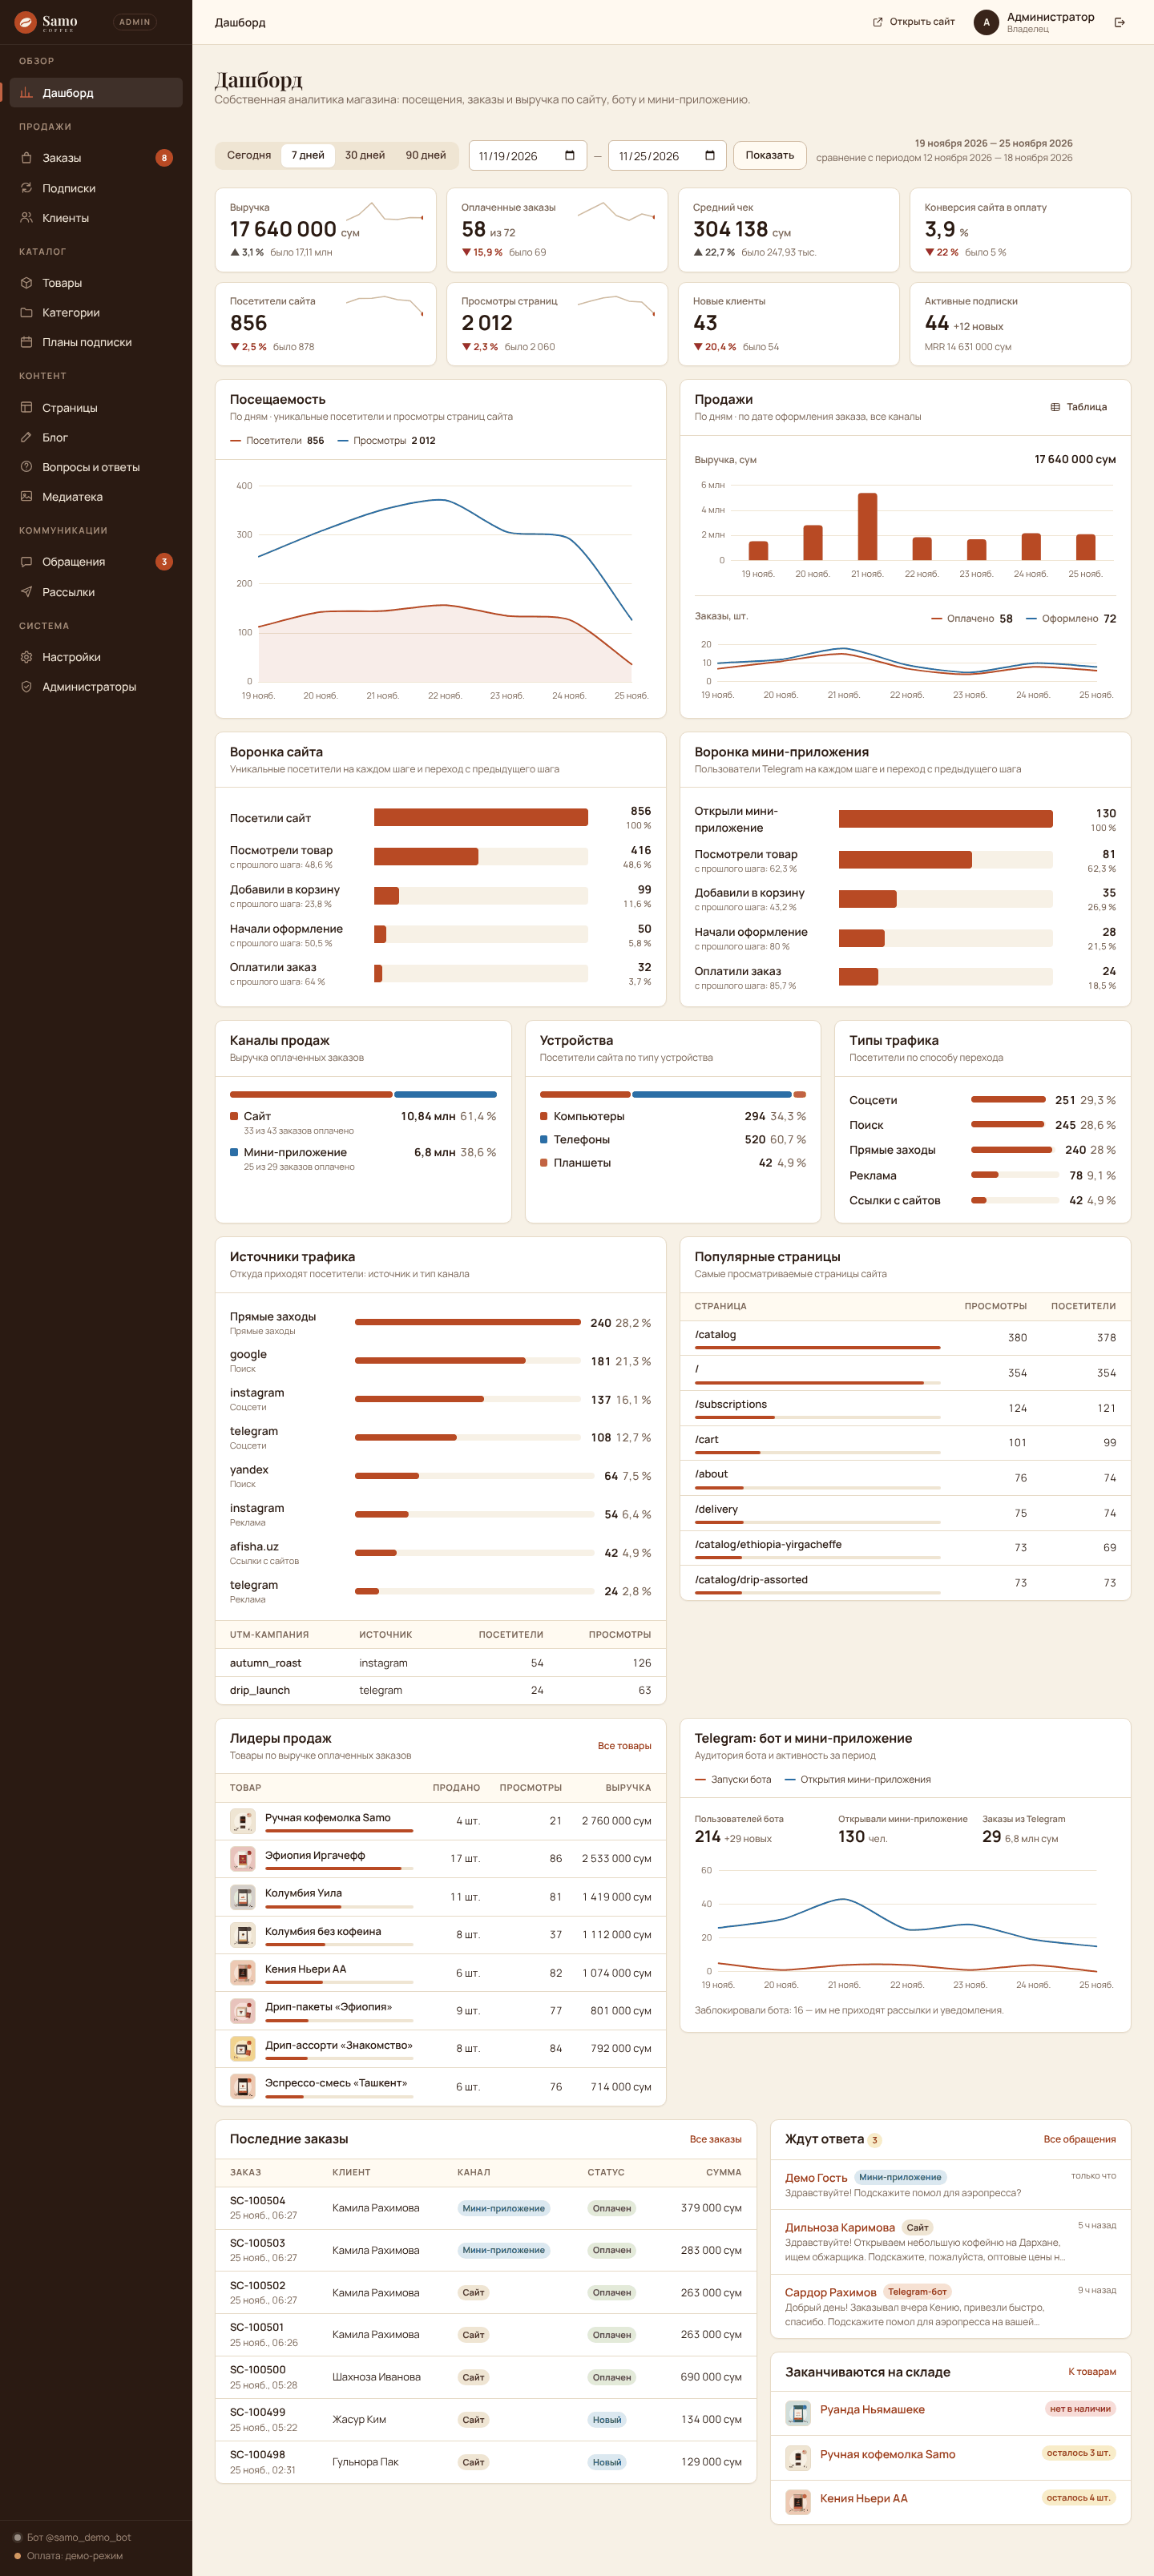 Samo
COFFEE
ADMIN
ОБЗОР
Дашборд
ПРОДАЖИ
Заказы 8
Подписки
Клиенты
КАТАЛОГ
Товары
Категории
Планы подписки
КОНТЕНТ
Страницы
Блог
Вопросы и ответы
Медиатека
КОММУНИКАЦИИ
Обращения 3
Рассылки
СИСТЕМА
Настройки
Администраторы
Бот @samo_demo_bot
Оплата: демо-режим
Дашборд
Открыть сайт
А
Администратор
Владелец
Дашборд
Собственная аналитика магазина: посещения, заказы и выручка по сайту, боту и мини-приложению.
Сегодня 7 дней 30 дней 90 дней
11/19/2026 — 11/25/2026
Показать
19 ноября 2026 — 25 ноября 2026
сравнение с периодом 12 ноября 2026 — 18 ноября 2026
Выручка
17 640 000 сум
▲ 3,1 % было 17,11 млн
Оплаченные заказы
58 из 72
▼ 15,9 % было 69
Средний чек
304 138 сум
▲ 22,7 % было 247,93 тыс.
Конверсия сайта в оплату
3,9 %
▼ 22 % было 5 %
Посетители сайта
856
▼ 2,5 % было 878
Просмотры страниц
2 012
▼ 2,3 % было 2 060
Новые клиенты
43
▼ 20,4 % было 54
Активные подписки
44 +12 новых
MRR 14 631 000 сум
Посещаемость
По дням · уникальные посетители и просмотры страниц сайта
Посетители 856 Просмотры 2 012
400
300
200
100
0
19 нояб. 20 нояб. 21 нояб. 22 нояб. 23 нояб. 24 нояб. 25 нояб.
Продажи
По дням · по дате оформления заказа, все каналы
Таблица
Выручка, сум 17 640 000 сум
6 млн
4 млн
2 млн
0
19 нояб. 20 нояб. 21 нояб. 22 нояб. 23 нояб. 24 нояб. 25 нояб.
Заказы, шт. Оплачено 58 Оформлено 72
20
10
0
19 нояб. 20 нояб. 21 нояб. 22 нояб. 23 нояб. 24 нояб. 25 нояб.
Воронка сайта
Уникальные посетители на каждом шаге и переход с предыдущего шага
Посетили сайт 856
100 %
Посмотрели товар 416
с прошлого шага: 48,6 % 48,6 %
Добавили в корзину 99
с прошлого шага: 23,8 % 11,6 %
Начали оформление 50
с прошлого шага: 50,5 % 5,8 %
Оплатили заказ 32
с прошлого шага: 64 % 3,7 %
Воронка мини-приложения
Пользователи Telegram на каждом шаге и переход с предыдущего шага
Открыли мини-
приложение
130
100 %
Посмотрели товар 81
с прошлого шага: 62,3 % 62,3 %
Добавили в корзину 35
с прошлого шага: 43,2 % 26,9 %
Начали оформление 28
с прошлого шага: 80 % 21,5 %
Оплатили заказ 24
с прошлого шага: 85,7 % 18,5 %
Каналы продаж
Выручка оплаченных заказов
Сайт 10,84 млн 61,4 %
33 из 43 заказов оплачено
Мини-приложение 6,8 млн 38,6 %
25 из 29 заказов оплачено
Устройства
Посетители сайта по типу устройства
Компьютеры 294 34,3 %
Телефоны 520 60,7 %
Планшеты 42 4,9 %
Типы трафика
Посетители по способу перехода
Соцсети 251 29,3 %
Поиск 245 28,6 %
Прямые заходы 240 28 %
Реклама 78 9,1 %
Ссылки с сайтов 42 4,9 %
Источники трафика
Откуда приходят посетители: источник и тип канала
Прямые заходы 240 28,2 %
Прямые заходы
google 181 21,3 %
Поиск
instagram 137 16,1 %
Соцсети
telegram 108 12,7 %
Соцсети
yandex 64 7,5 %
Поиск
instagram 54 6,4 %
Реклама
afisha.uz 42 4,9 %
Ссылки с сайтов
telegram 24 2,8 %
Реклама
UTM-КАМПАНИЯ ИСТОЧНИК ПОСЕТИТЕЛИ ПРОСМОТРЫ
autumn_roast instagram 54 126
drip_launch telegram 24 63
Популярные страницы
Самые просматриваемые страницы сайта
СТРАНИЦА ПРОСМОТРЫ ПОСЕТИТЕЛИ
/catalog 380 378
/ 354 354
/subscriptions 124 121
/cart 101 99
/about 76 74
/delivery 75 74
/catalog/ethiopia-yirgacheffe 73 69
/catalog/drip-assorted 73 73
Лидеры продаж
Товары по выручке оплаченных заказов
Все товары
ТОВАР ПРОДАНО ПРОСМОТРЫ ВЫРУЧКА
Ручная кофемолка Samo 4 шт. 21 2 760 000 сум
Эфиопия Иргачефф 17 шт. 86 2 533 000 сум
Колумбия Уила 11 шт. 81 1 419 000 сум
Колумбия без кофеина 8 шт. 37 1 112 000 сум
Кения Ньери АА 6 шт. 82 1 074 000 сум
Дрип-пакеты «Эфиопия» 9 шт. 77 801 000 сум
Дрип-ассорти «Знакомство» 8 шт. 84 792 000 сум
Эспрессо-смесь «Ташкент» 6 шт. 76 714 000 сум
Telegram: бот и мини-приложение
Аудитория бота и активность за период
Запуски бота Открытия мини-приложения
Пользователей бота Открывали мини-приложение Заказы из Telegram
214 +29 новых 130 чел. 29 6,8 млн сум
60
40
20
0
19 нояб. 20 нояб. 21 нояб. 22 нояб. 23 нояб. 24 нояб. 25 нояб.
Заблокировали бота: 16 — им не приходят рассылки и уведомления.
Последние заказы Все заказы
ЗАКАЗ КЛИЕНТ КАНАЛ СТАТУС СУММА
SC-100504 Камила Рахимова Мини-приложение Оплачен 379 000 сум
25 нояб., 06:27
SC-100503 Камила Рахимова Мини-приложение Оплачен 283 000 сум
25 нояб., 06:27
SC-100502 Камила Рахимова Сайт Оплачен 263 000 сум
25 нояб., 06:27
SC-100501 Камила Рахимова Сайт Оплачен 263 000 сум
25 нояб., 06:26
SC-100500 Шахноза Иванова Сайт Оплачен 690 000 сум
25 нояб., 05:28
SC-100499 Жасур Ким Сайт Новый 134 000 сум
25 нояб., 05:22
SC-100498 Гульнора Пак Сайт Новый 129 000 сум
25 нояб., 02:31
Ждут ответа 3 Все обращения
Демо Гость Мини-приложение только что
Здравствуйте! Подскажите помол для аэропресса?
Дильноза Каримова Сайт 5 ч назад
Здравствуйте! Открываем небольшую кофейню на Дархане,
ищем обжарщика. Подскажите, пожалуйста, оптовые цены н…
Сардор Рахимов Telegram-бот 9 ч назад
Добрый день! Заказывал вчера Кению, привезли быстро,
спасибо. Подскажите помол для аэропресса на вашей…
Заканчиваются на складе К товарам
Руанда Ньямашеке нет в наличии
Ручная кофемолка Samo осталось 3 шт.
Кения Ньери АА осталось 4 шт.